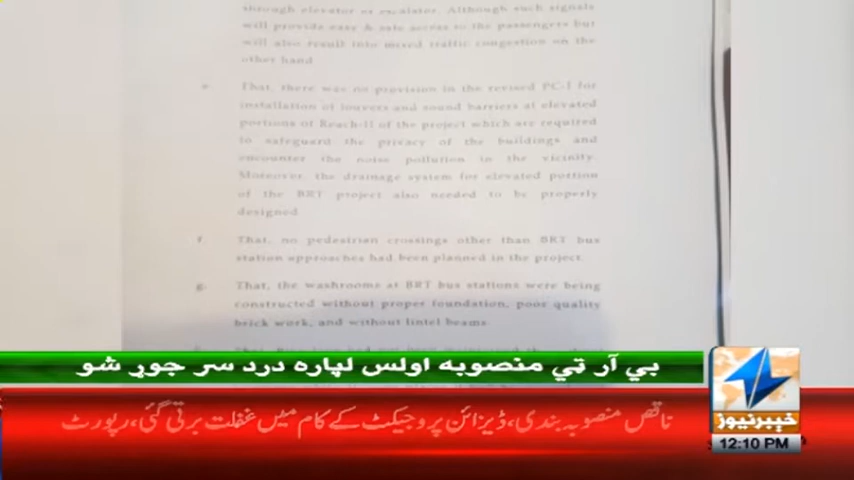 through elevator or escalator. Although such signals
will provide easy & safe access to the passengers but
will also result into mixed traffic congestion on the
other hand
e. That, there was no provision in the revised PC-I for
installation of louvers and sound barriers at elevated
portions of Reach-II of the project which are required
to safeguard the privacy of the buildings and
encounter the noise pollution in the vicinity.
Moreover, the drainage system for elevated portion
of the BRT project also needed to be properly
designed.
f. That, no pedestrian crossings other than BRT bus
station approaches had been planned in the project.
g. That, the washrooms at BRT bus stations were being
constructed without proper foundation, poor quality
brick work, and without lintel beams.
بي آر تي منصوبه اولس لپاره درد سر جوړ شو
ناقص منصوبہ بندی، ڈیزائن پروجیکٹ کے کام میں غفلت برتی گئی، رپورٹ
خیبر نیوز
12:10 PM